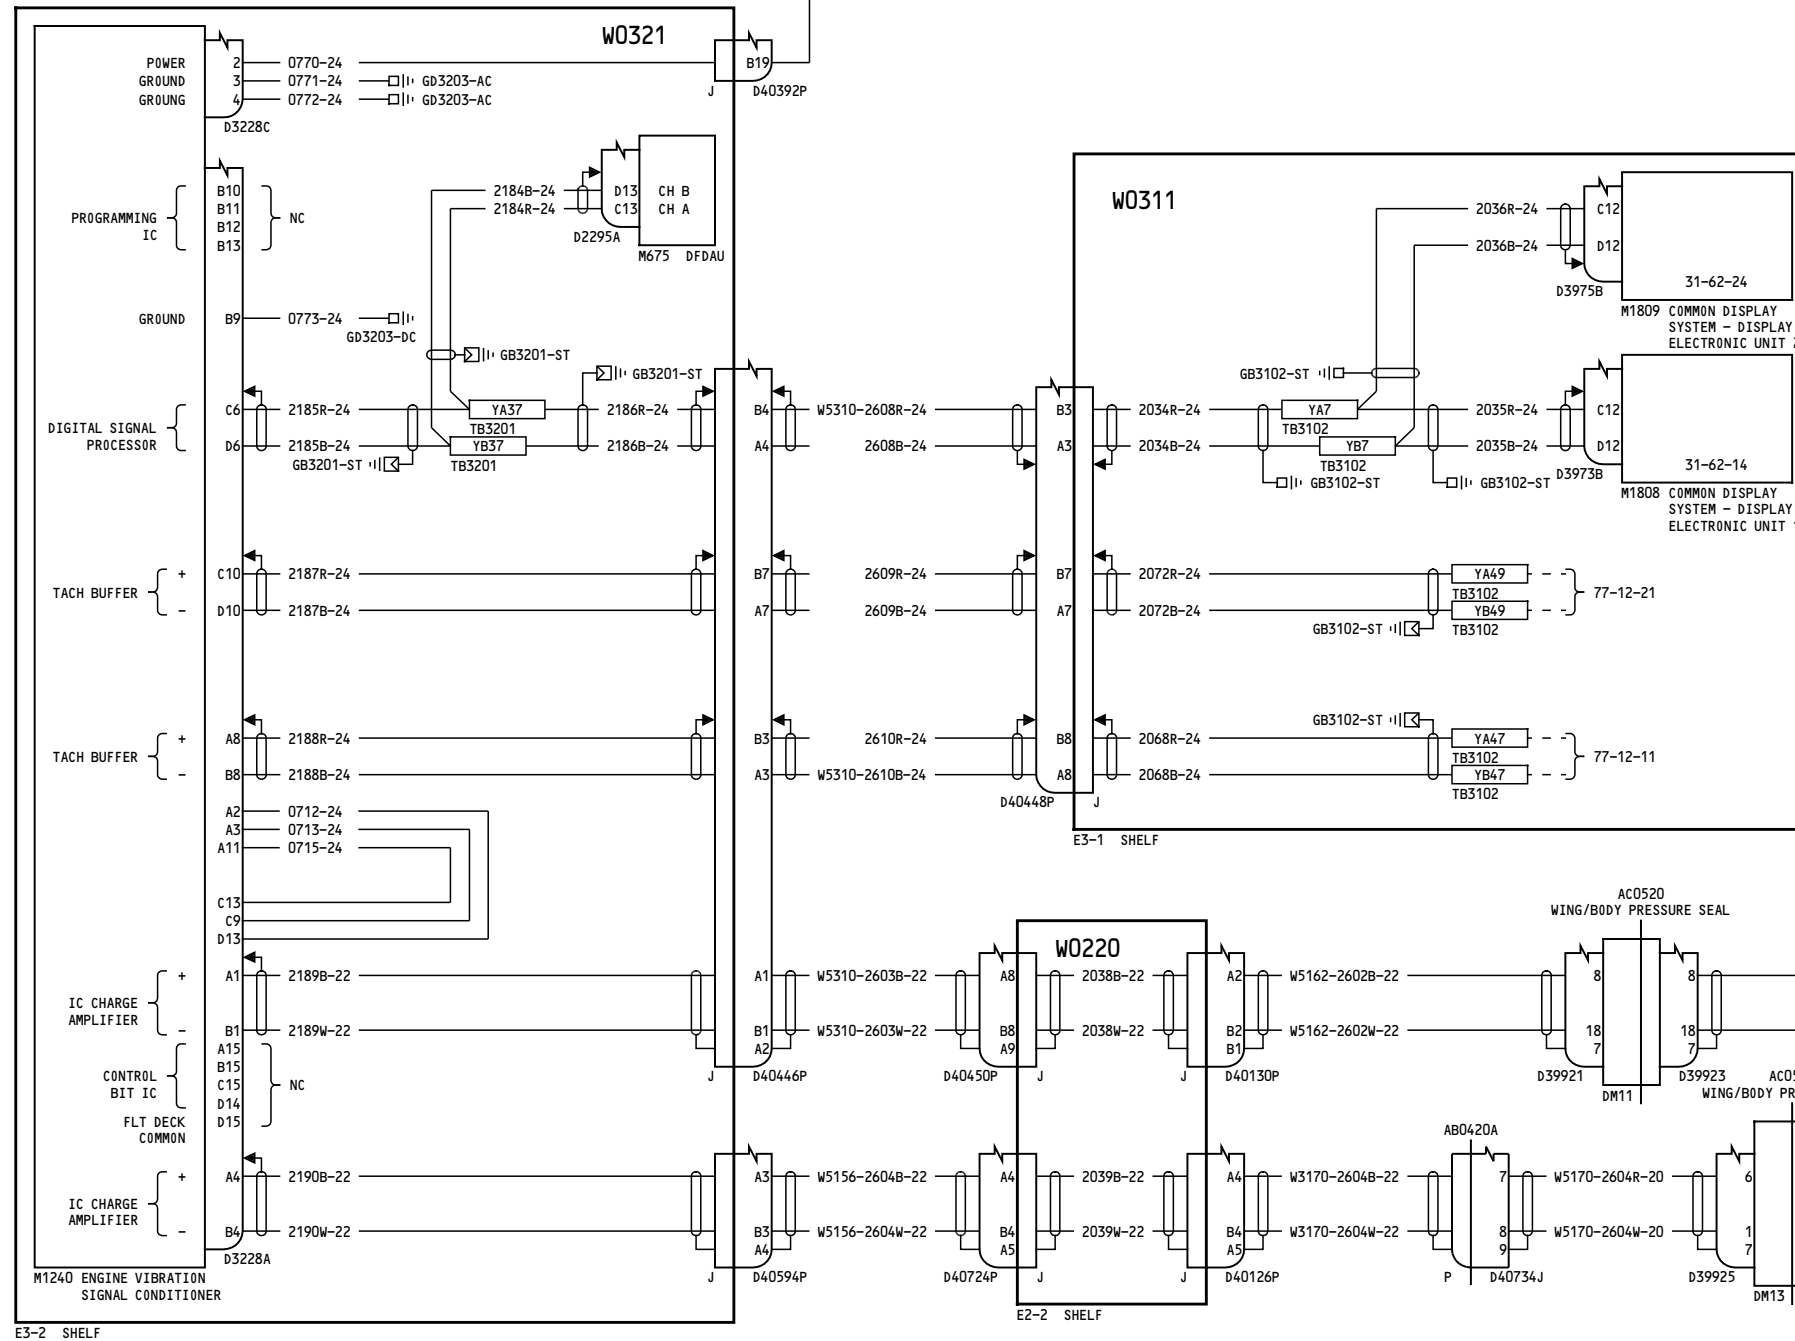 W0321
POWER 2 0770-24 B19
GROUND 3 0771-24 GD3203-AC
GROUNG 4 0772-24 GD3203-AC
J D40392P
D3228C
B10 2184B-24 D13 CH B
B11 2184R-24 C13 CH A
PROGRAMMING
IC
B12
B13
NC
D2295A
M675 DFDAU
W0311
2036R-24 C12
2036B-24 D12
31-62-24
D3975B
M1809 COMMON DISPLAY
SYSTEM - DISPLAY
ELECTRONIC UNIT
GROUND B9 0773-24
GD3203-DC
GB3201-ST
GB3201-ST
GB3102-ST
C6 2185R-24 YA37 2186R-24 B4 W5310-2608R-24 B3 2034R-24 YA7 2035R-24 C12
TB3201
TB3102
DIGITAL SIGNAL
PROCESSOR
D6 2185B-24 YB37 2186B-24 A4 2608B-24 A3 2034B-24 YB7 2035B-24 D12
GB3201-ST
TB3201
TB3102
31-62-14
GB3102-ST
GB3102-ST
D3973B
M1808 COMMON DISPLAY
SYSTEM - DISPLAY
ELECTRONIC UNIT
+ C10 2187R-24 B7 2609R-24 B7 2072R-24 YA49
TACH BUFFER
TB3102
77-12-21
- D10 2187B-24 A7 2609B-24 A7 2072B-24 YB49
GB3102-ST
TB3102
GB3102-ST
+ A8 2188R-24 B3 2610R-24 B8 2068R-24 YA47
TACH BUFFER
TB3102
77-12-11
- B8 2188B-24 A3 W5310-2610B-24 A8 2068B-24 YB47
TB3102
D40448P J
A2 0712-24
A3 0713-24
A11 0715-24
E3-1 SHELF
C13
C9
D13
AC0520
WING/BODY PRESSURE SEAL
W0220
+ A1 2189B-22 A1 W5310-2603B-22 A8 2038B-22 A2 W5162-2602B-22 8 8
IC CHARGE
AMPLIFIER
- B1 2189W-22 B1 W5310-2603W-22 B8 2038W-22 B2 W5162-2602W-22 18 18
A15 A2 A9 B1 7 7
B15
CONTROL
BIT IC
C15
D14
NC
J D40446P D40450P J J D40130P D39921 D39923
DM11
AC05
WING/BODY PR
FLT DECK
COMMON
D15
AB0420A
+ A4 2190B-22 A3 W5156-2604B-22 A4 2039B-22 A4 W3170-2604B-22 7 W5170-2604R-20 6
IC CHARGE
AMPLIFIER
- B4 2190W-22 B3 W5156-2604W-22 B4 2039W-22 B4 W3170-2604W-22 8 W5170-2604W-20 1
A4 A5 A5 9 7
D3228A
J D40594P D40724P J J D40126P P D40734J D39925
DM13
M1240 ENGINE VIBRATION
SIGNAL CONDITIONER
E2-2 SHELF
E3-2 SHELF